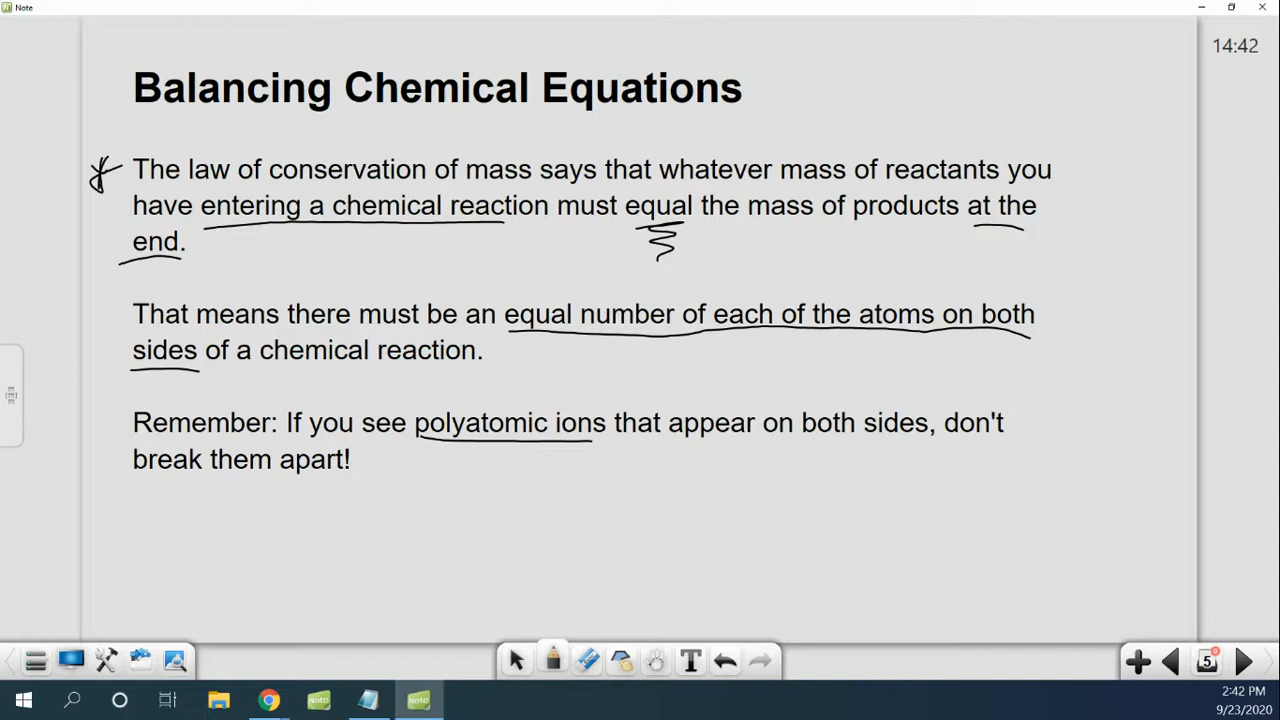 Note
14:42
Balancing Chemical Equations
The law of conservation of mass says that whatever mass of reactants you
have entering a chemical reaction must equal the mass of products at the
end.
That means there must be an equal number of each of the atoms on both
sides of a chemical reaction.
Remember: If you see polyatomic ions that appear on both sides, don't
break them apart!
T
5
Note
Note
2:42 PM
9/23/2020